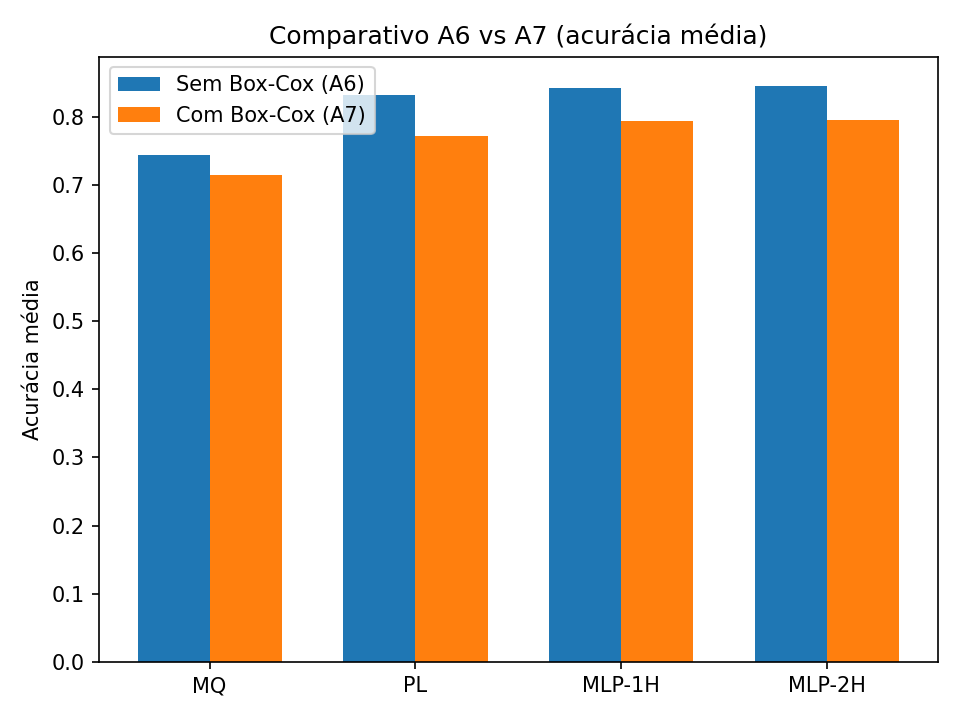 Comparativo A6 vs A7 (acurácia média)
Sem Box-Cox (A6)
Com Box-Cox (A7)
Acurácia média
0.8
0.7
0.6
0.5
0.4
0.3
0.2
0.1
0.0
MQ
PL
MLP-1H
MLP-2H